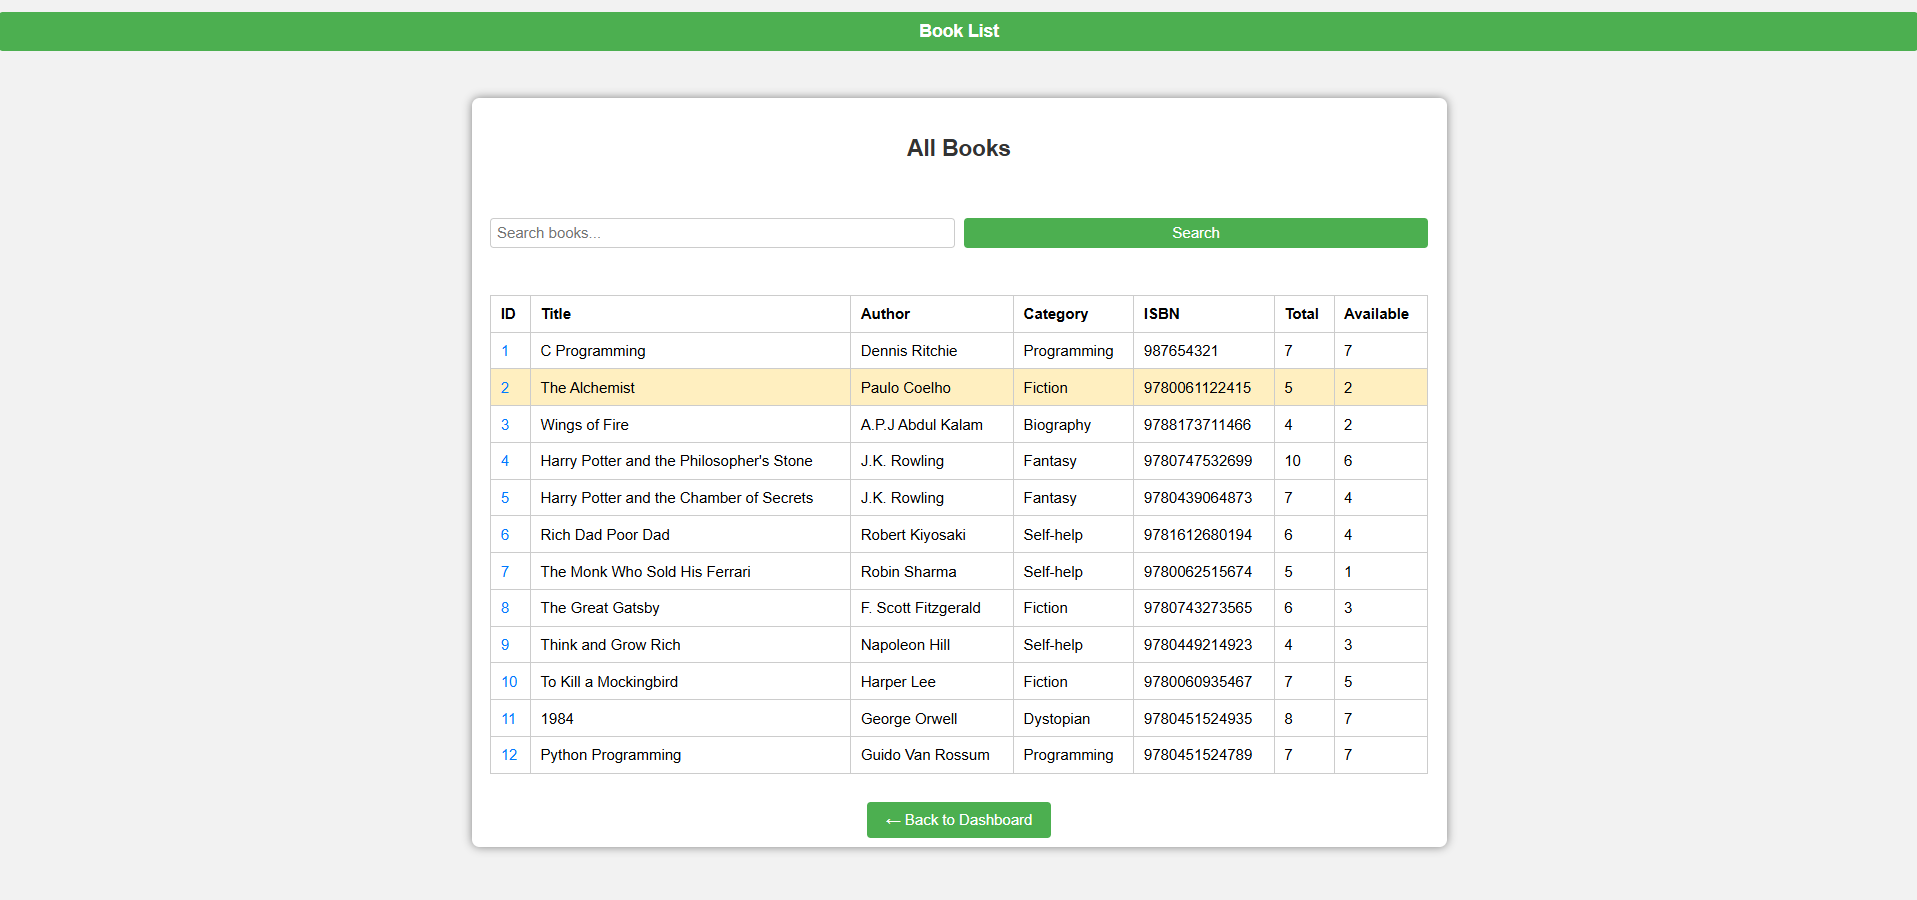 Book List
All Books
Search books...
Search
ID Title Author Category ISBN Total Available
1 C Programming Dennis Ritchie Programming 987654321 7 7
2 The Alchemist Paulo Coelho Fiction 9780061122415 5 2
3 Wings of Fire A.P.J Abdul Kalam Biography 9788173711466 4 2
4 Harry Potter and the Philosopher's Stone J.K. Rowling Fantasy 9780747532699 10 6
5 Harry Potter and the Chamber of Secrets J.K. Rowling Fantasy 9780439064873 7 4
6 Rich Dad Poor Dad Robert Kiyosaki Self-help 9781612680194 6 4
7 The Monk Who Sold His Ferrari Robin Sharma Self-help 9780062515674 5 1
8 The Great Gatsby F. Scott Fitzgerald Fiction 9780743273565 6 3
9 Think and Grow Rich Napoleon Hill Self-help 9780449214923 4 3
10 To Kill a Mockingbird Harper Lee Fiction 9780060935467 7 5
11 1984 George Orwell Dystopian 9780451524935 8 7
12 Python Programming Guido Van Rossum Programming 9780451524789 7 7
← Back to Dashboard